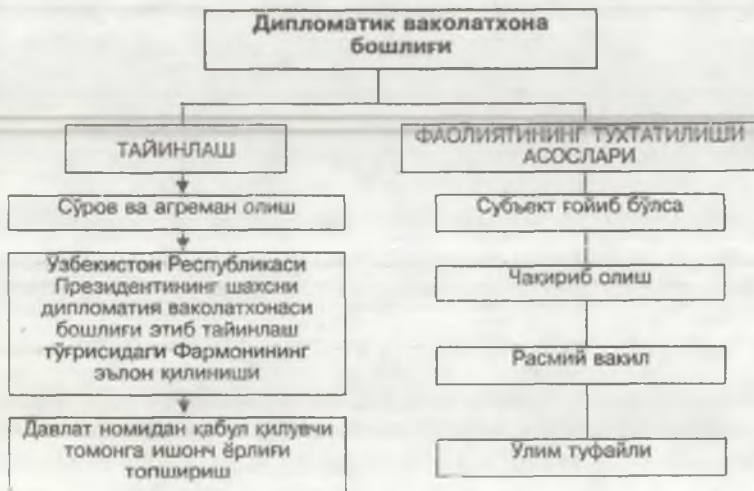 Дипломатик ваколатхона
бошлиғи
ТАЙИНЛАШ
Сўров ва агреман олиш
Узбекистон Республикаси
Президентининг шахсни
дипломатия ваколатхонаси
бошлиғи этиб тайинлаш
тўғрисидаги Фармонининг
эълон қилиниши
Давлат номидан қабул қилувчи
томонга ишонч ёрлиғи
топшириш
ФАОЛИЯТИНИНГ ТУХТАТИЛИШИ
АСОСЛАРИ
Субъект ғойиб бўлса
Чақириб олиш
Расмий вакил
Улим туфайли